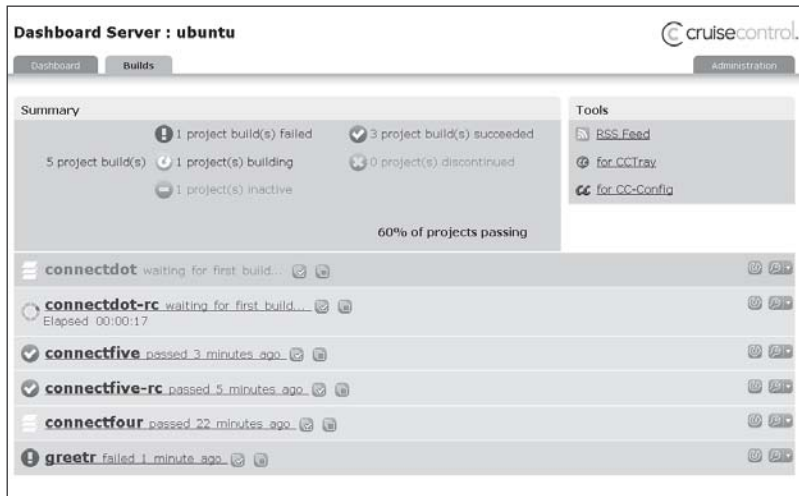 Dashboard Server : ubuntu
cruisecontrol.
Dashboard
Builds
Administration
Summary
1 project build(s) failed
3 project build(s) succeeded
5 project build(s)
1 project(s) building
0 project(s) discontinued
1 project(s) inactive
60% of projects passing
Tools
RSS Feed
for CCTray
for CC-Config
connectdot waiting for first build...
connectdot-rc waiting for first build...
Elapsed 00:00:17
connectfive passed 3 minutes ago
connectfive-rc passed 5 minutes ago
connectfour passed 22 minutes ago
greetr failed 1 minute ago